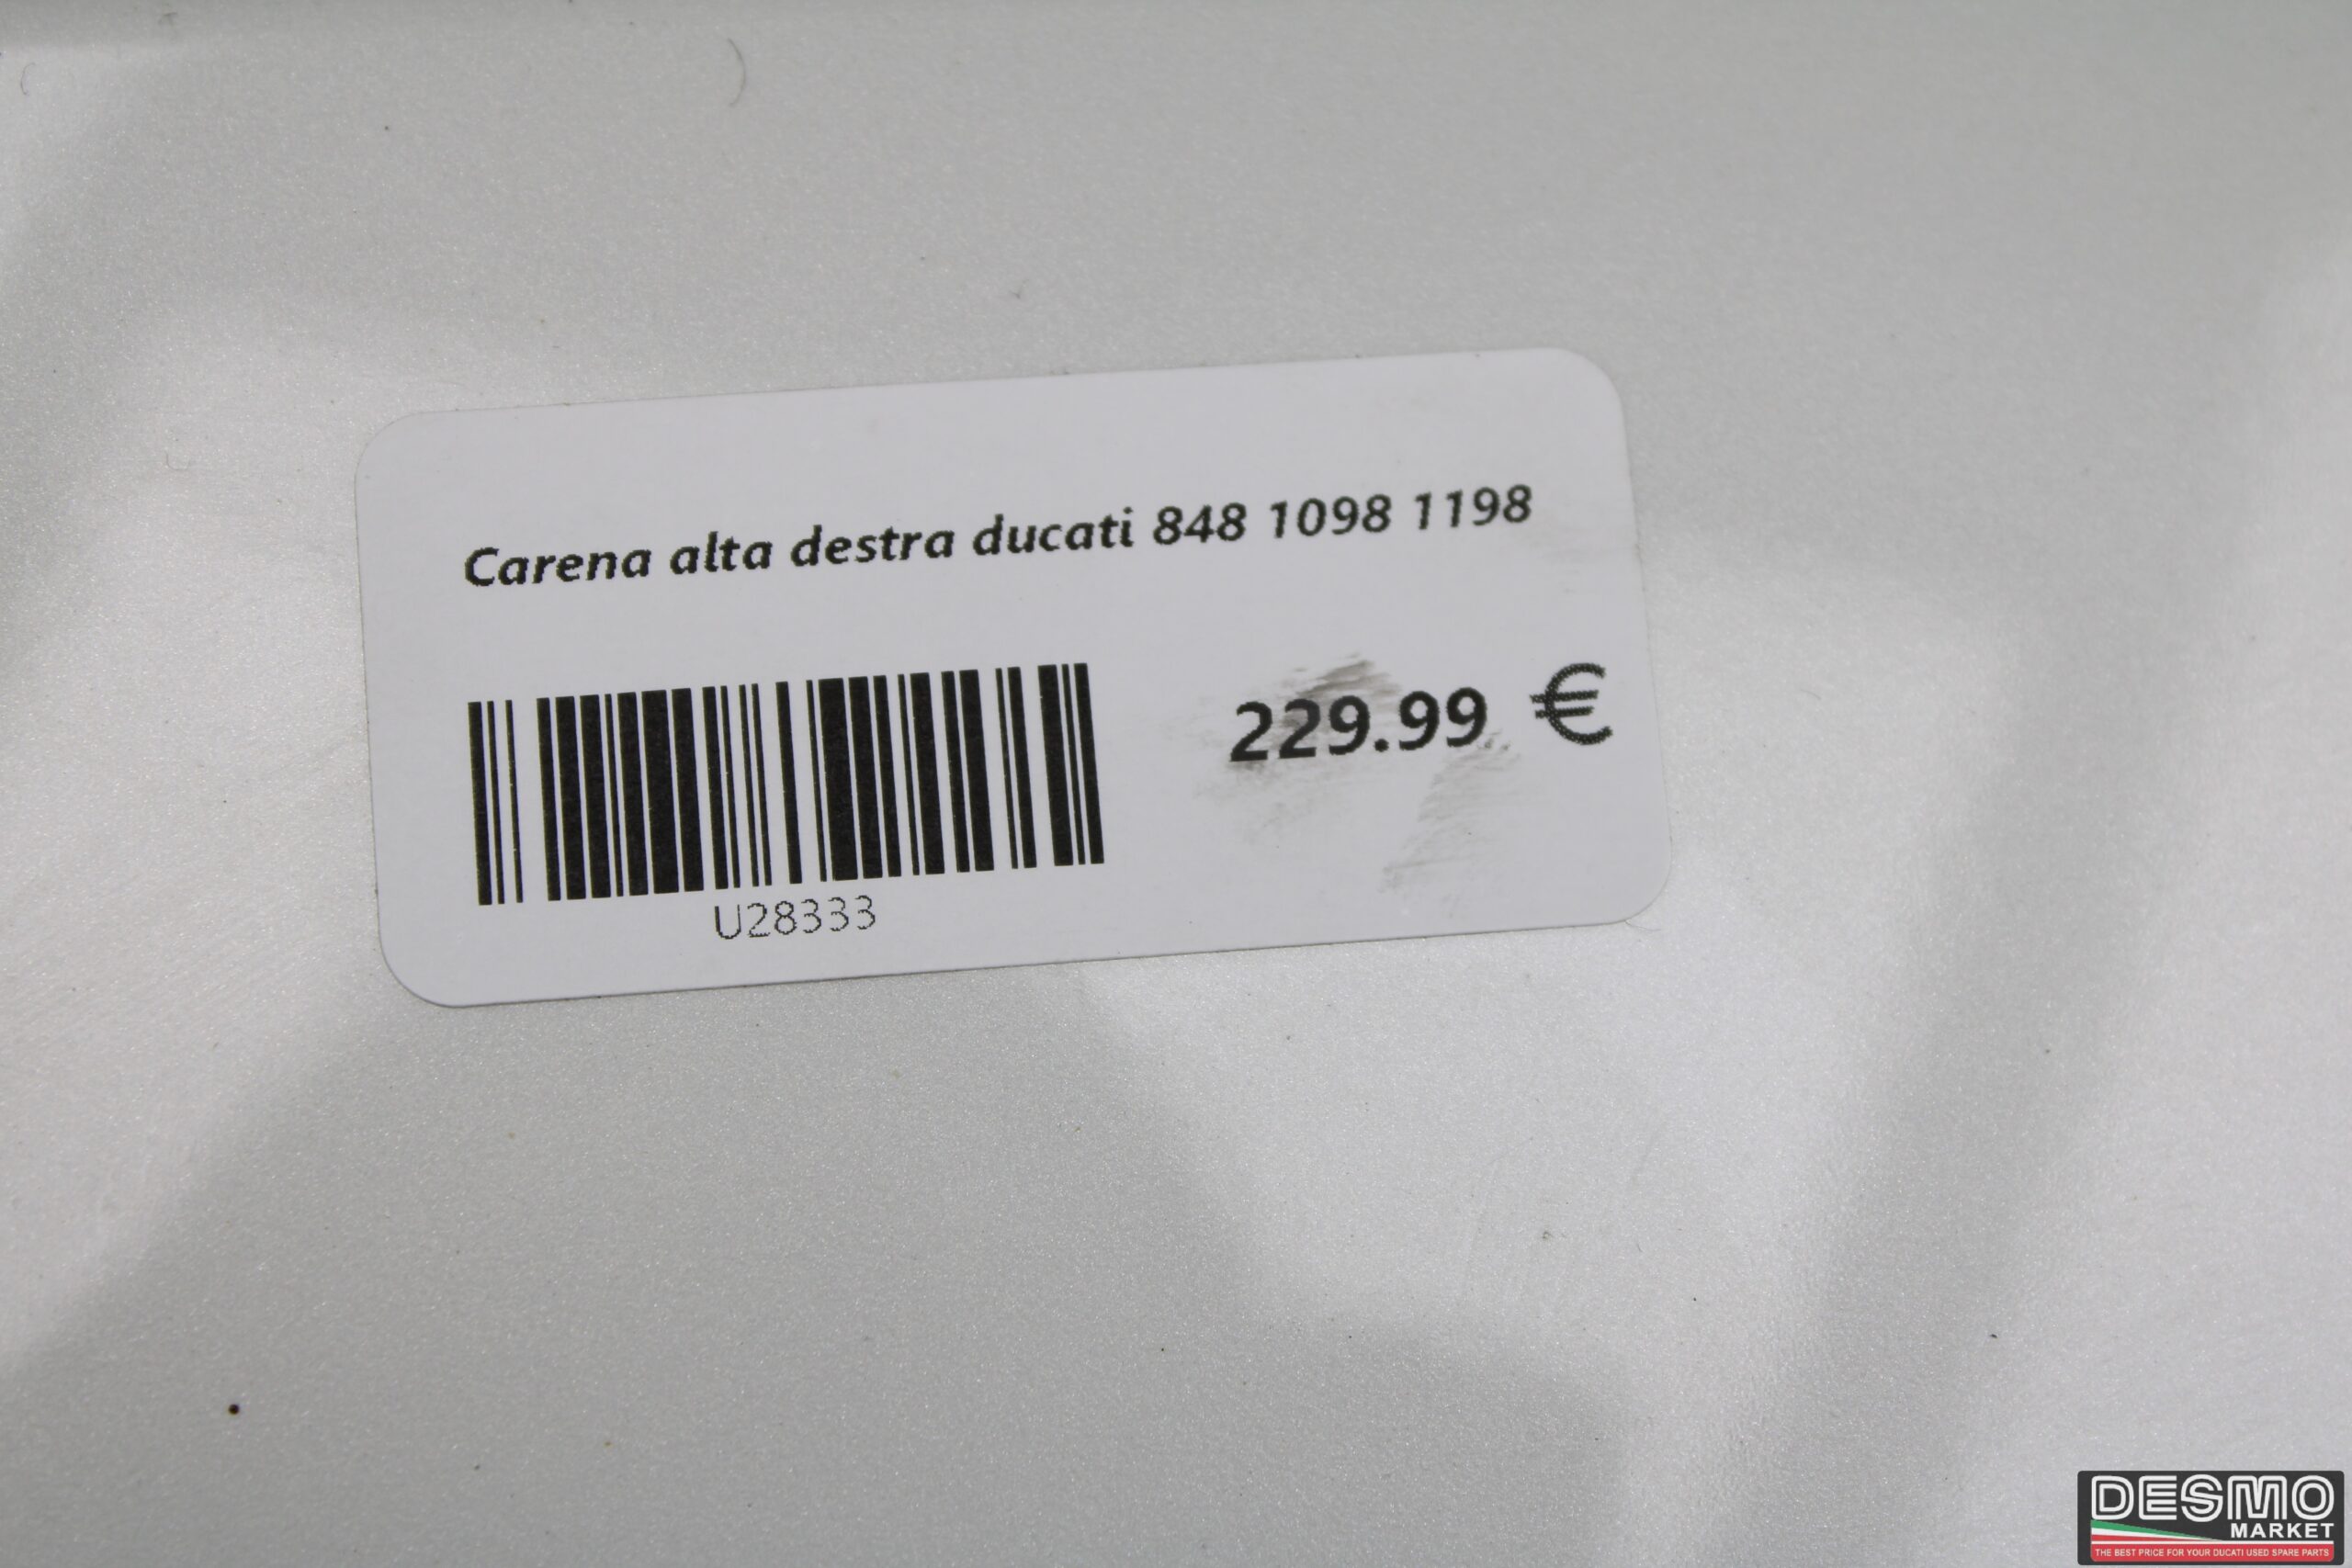 Carena alta destra ducati 848 1098 1198
229.99 €
U28333
DESMO
MARKET
THE BEST PRICE FOR YOUR DUCATI USED SPARE PARTS